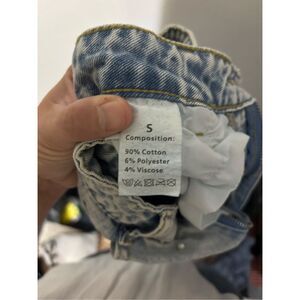 S
Composition:
90% Cotton
6% Polyester
4% Viscose